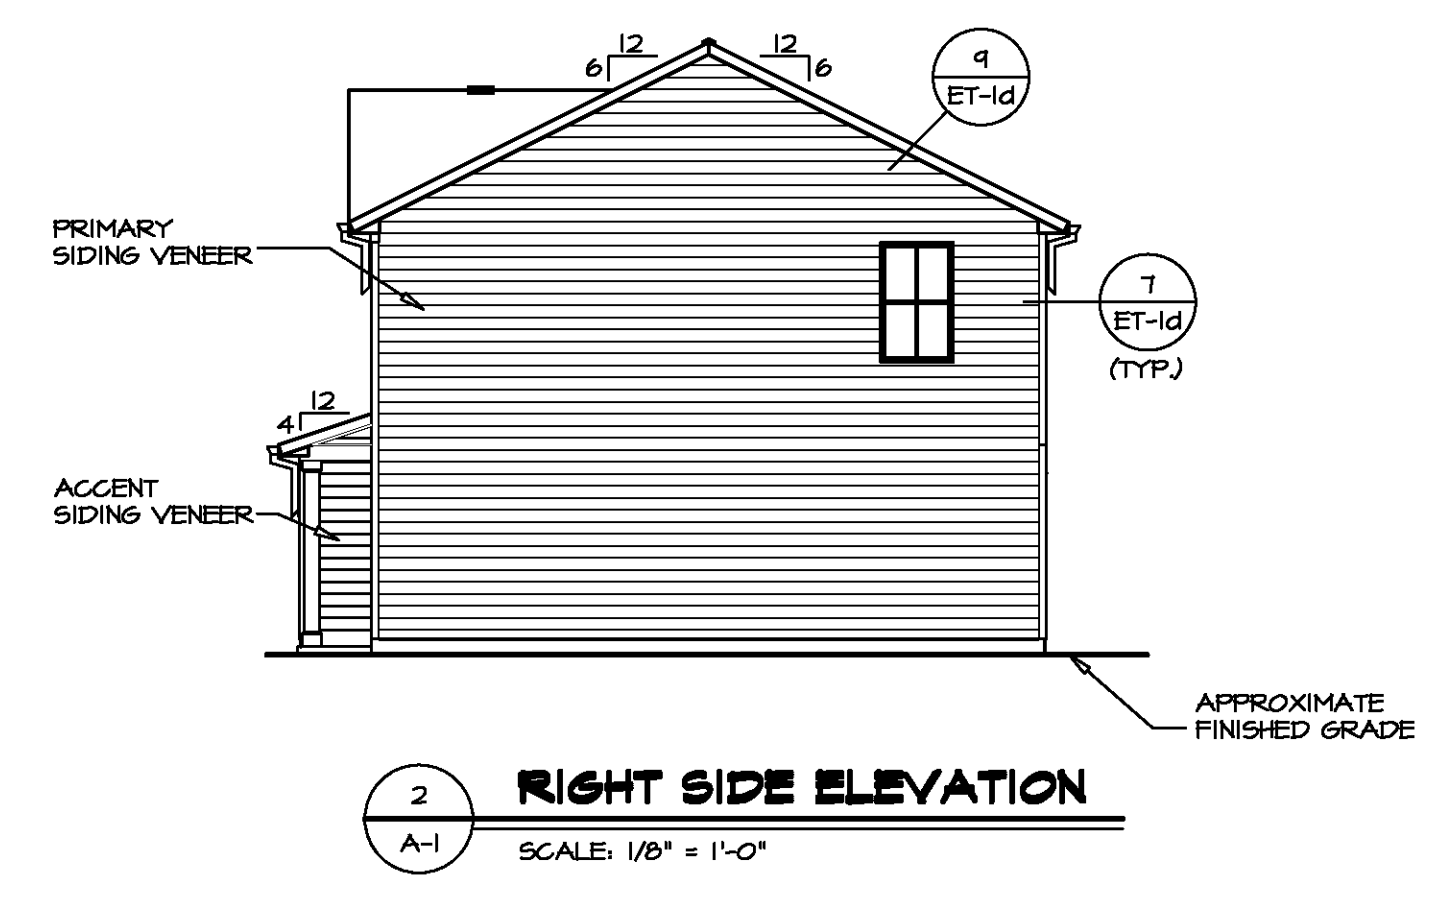 12
6
12
6
9
ET-1d
PRIMARY
SIDING VENEER
7
ET-1d
(TYP.)
12
4
ACCENT
SIDING VENEER
APPROXIMATE
FINISHED GRADE
2
A-1
RIGHT SIDE ELEVATION
SCALE: 1/8" = 1'-0"